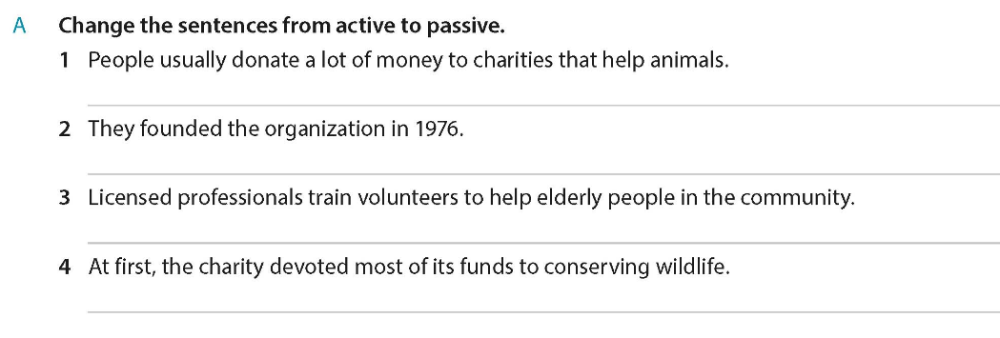 A Change the sentences from active to passive.
1 People usually donate a lot of money to charities that help animals.
2 They founded the organization in 1976.
3 Licensed professionals train volunteers to help elderly people in the community.
4 At first, the charity devoted most of its funds to conserving wildlife.